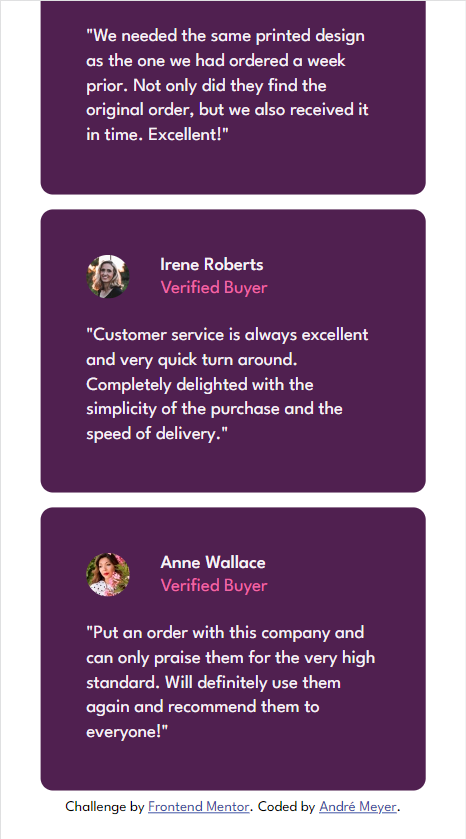 "We needed the same printed design
as the one we had ordered a week
prior. Not only did they find the
original order, but we also received it
in time. Excellent!"
Irene Roberts
Verified Buyer
"Customer service is always excellent
and very quick turn around.
Completely delighted with the
simplicity of the purchase and the
speed of delivery."
Anne Wallace
Verified Buyer
"Put an order with this company and
can only praise them for the very high
standard. Will definitely use them
again and recommend them to
everyone!"
Challenge by Frontend Mentor. Coded by André Meyer.